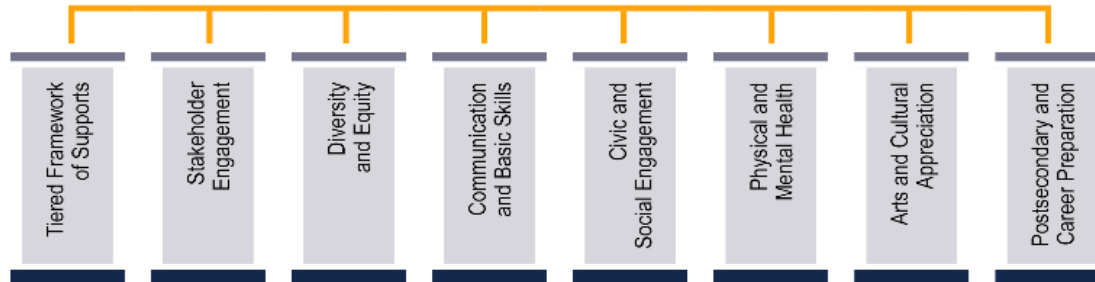 Tiered Framework
of Supports
Stakeholder
Engagement
Diversity
and Equity
Communication
and Basic Skills
Civic and
Social Engagement
Physical and
Mental Health
Arts and Cultural
Appreciation
Postsecondary and
Career Preparation